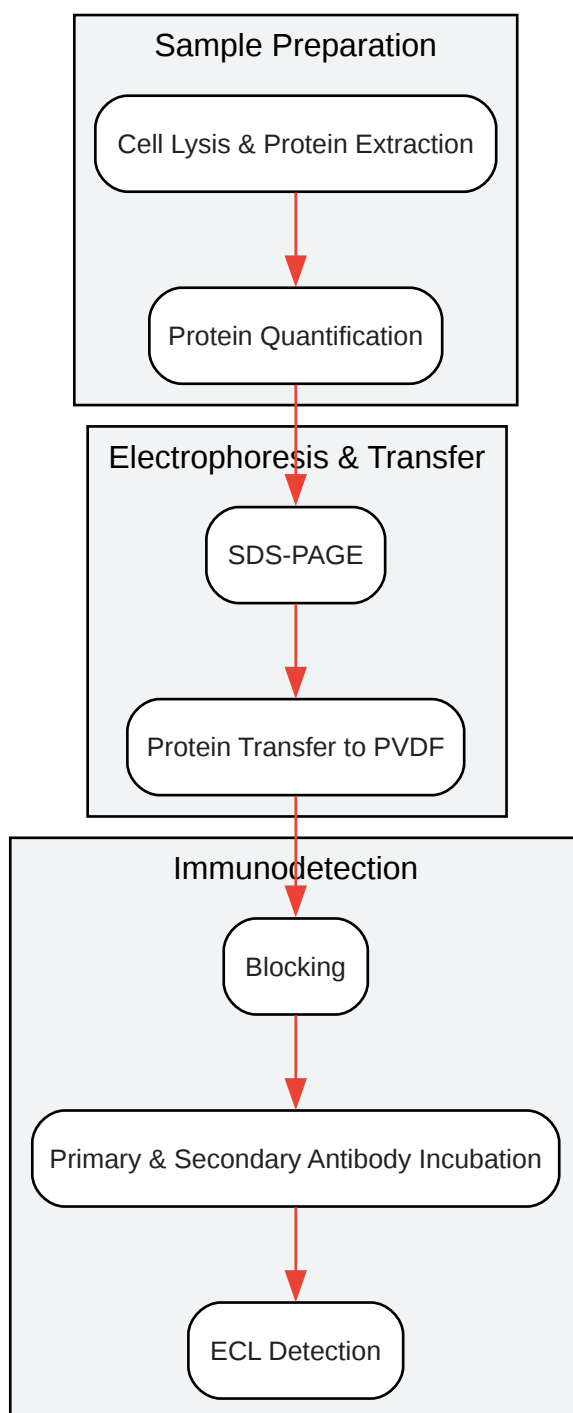 Sample Preparation
Cell Lysis & Protein Extraction
Protein Quantification
Electrophoresis & Transfer
SDS-PAGE
Protein Transfer to PVDF
Immunodetection
Blocking
Primary & Secondary Antibody Incubation
ECL Detection